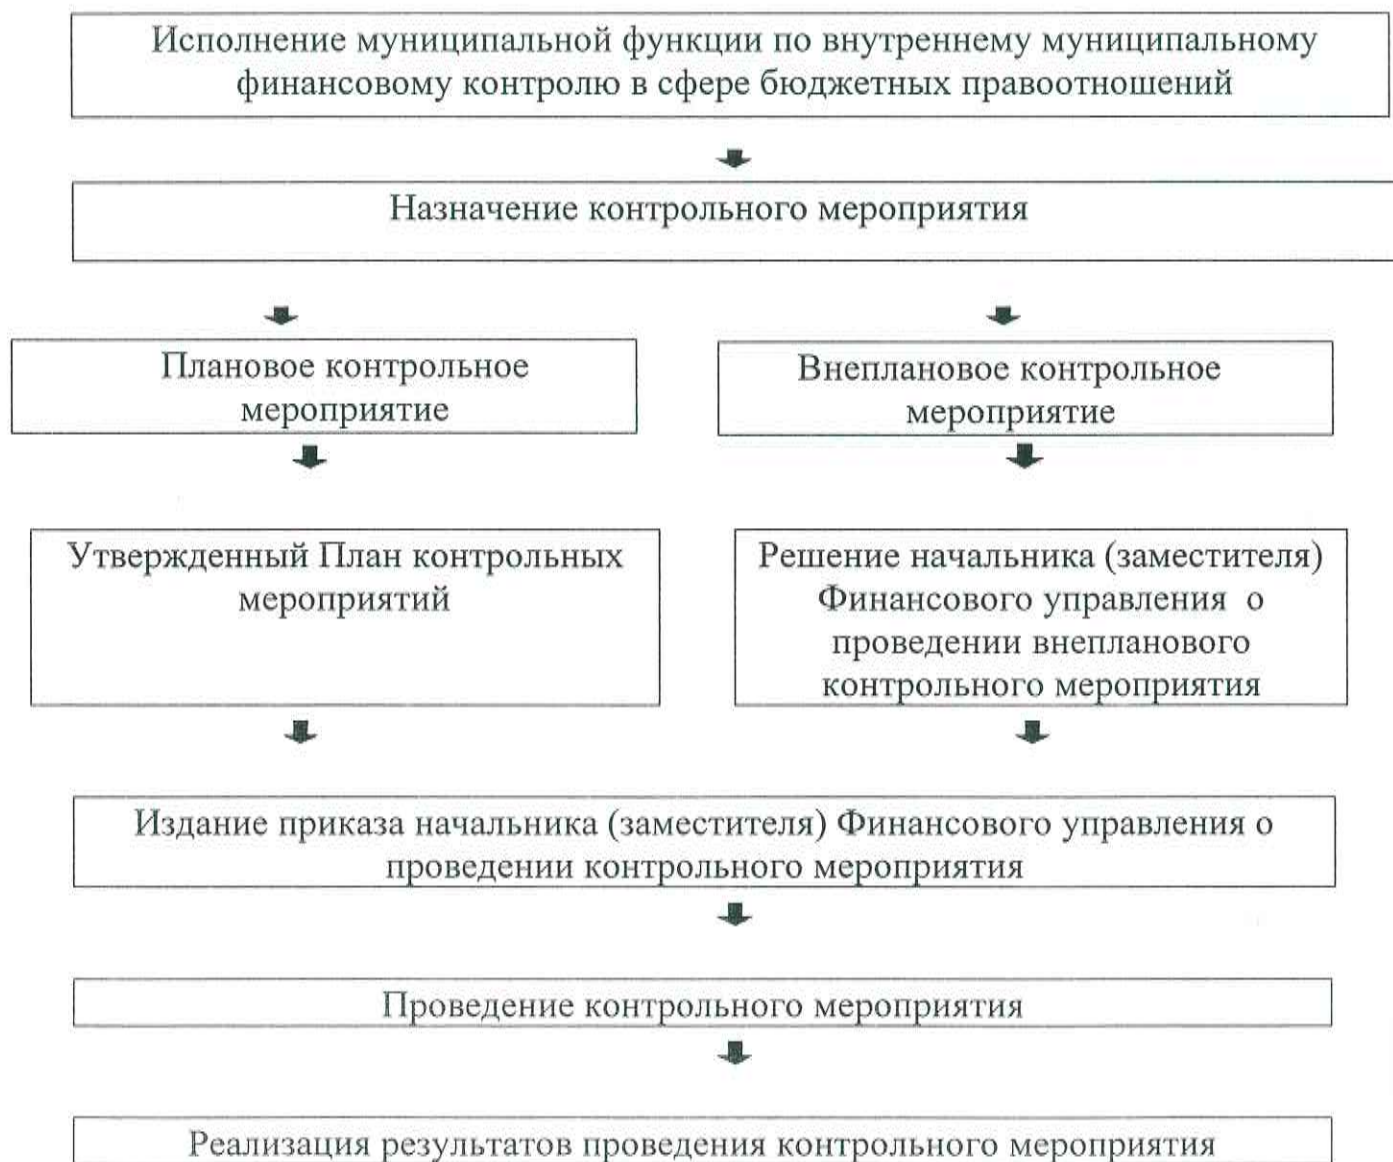 Исполнение муниципальной функции по внутреннему муниципальному
финансовому контролю в сфере бюджетных правоотношений
Назначение контрольного мероприятия
Плановое контрольное
мероприятие
Внеплановое контрольное
мероприятие
Утвержденный План контрольных
мероприятий
Решение начальника (заместителя)
Финансового управления о
проведении внепланового
контрольного мероприятия
Издание приказа начальника (заместителя) Финансового управления о
проведении контрольного мероприятия
Проведение контрольного мероприятия
Реализация результатов проведения контрольного мероприятия